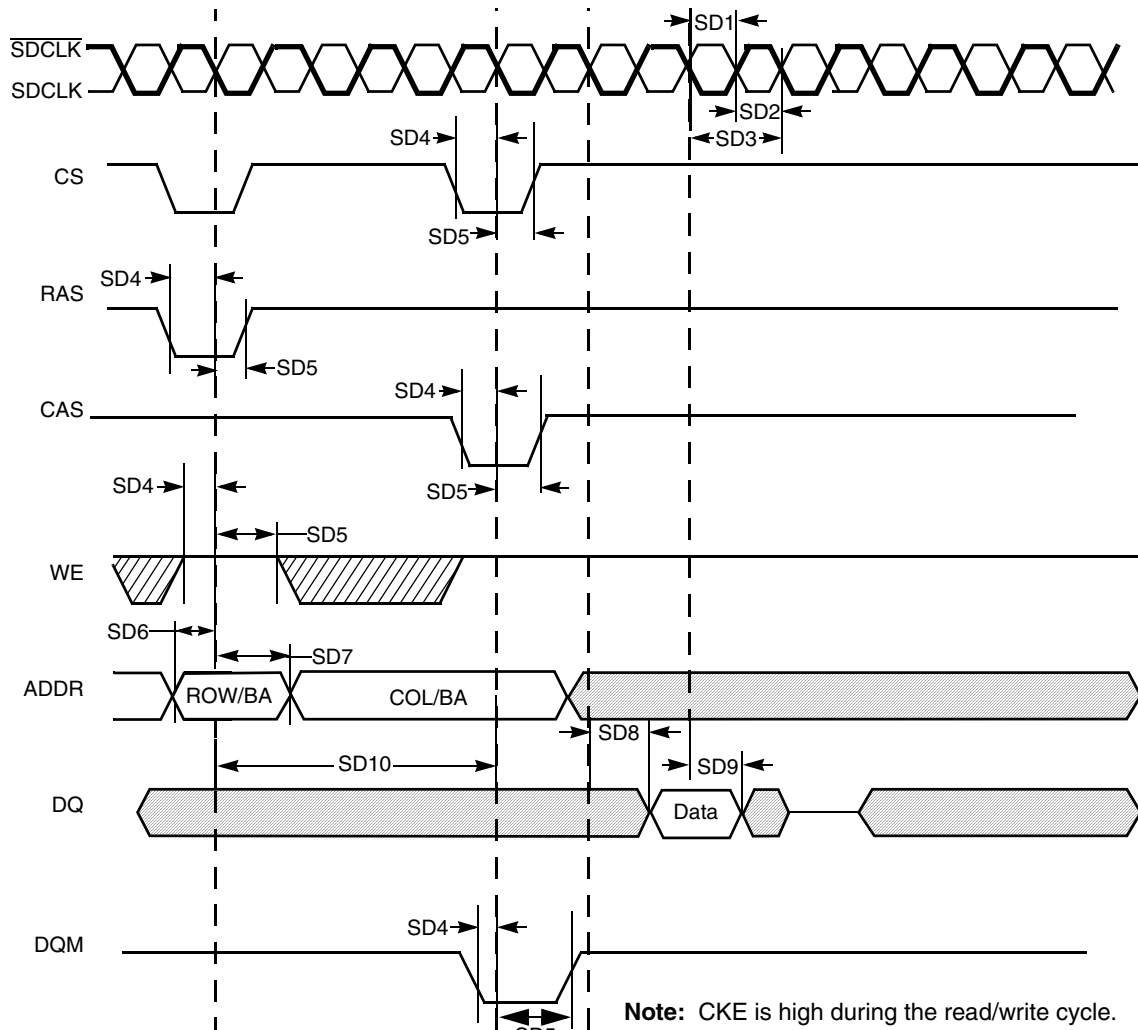 SD1
SDCLK
SDCLK
SD2
SD4
SD3
CS
SD5
SD4
RAS
SD5
SD4
CAS
SD4
SD5
SD5
WE
SD6
SD7
ADDR
ROW/BA
COL/BA
SD8
SD10
SD9
DQ
Data
SD4
DQM
Note: CKE is high during the read/write cycle.
SD5